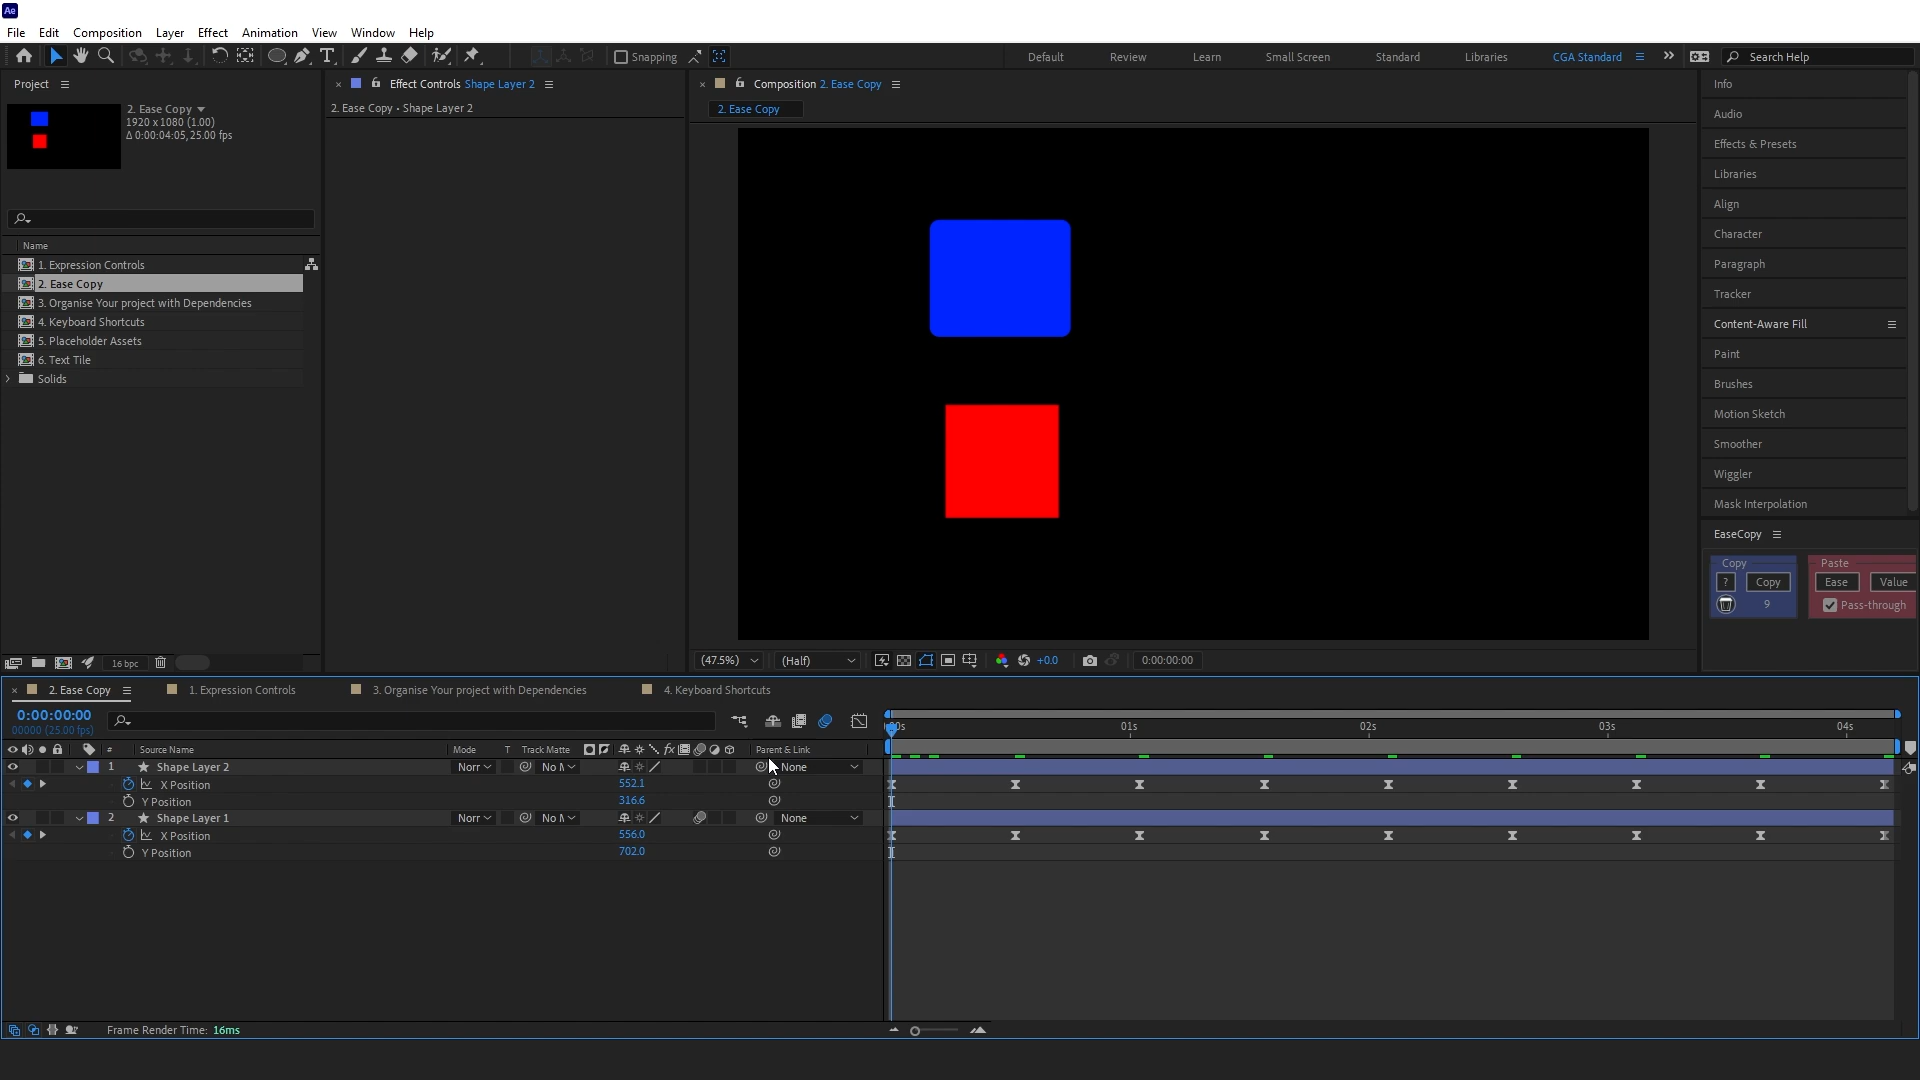 Ae
File Edit Composition Layer Effect Animation View Window Help
Snapping
Default Review Learn Small Screen Standard Libraries CGA Standard
Search Help
Project
Effect Controls Shape Layer 2
Composition 2. Ease Copy
2. Ease Copy
1920 x 1080 (1.00)
Δ 0:00:04:05, 25.00 fps
2. Ease Copy • Shape Layer 2
2. Ease Copy
Name
1. Expression Controls
2. Ease Copy
3. Organise Your project with Dependencies
4. Keyboard Shortcuts
5. Placeholder Assets
6. Text Tile
Solids
Info
Audio
Effects & Presets
Libraries
Align
Character
Paragraph
Tracker
Content-Aware Fill
Paint
Brushes
Motion Sketch
Smoother
Wiggler
Mask Interpolation
EaseCopy
Copy Paste
? Copy Ease Value
9 Pass-through
16 bpc
(47.5%) (Half) +0.0 0:00:00:00
2. Ease Copy 1. Expression Controls 3. Organise Your project with Dependencies 4. Keyboard Shortcuts
0:00:00:00
00000 (25.00 fps)
01s 02s 03s 04s
# Source Name Mode T Track Matte fx Parent & Link
1 Shape Layer 2 Norr No None
X Position 552.1
Y Position 316.6
2 Shape Layer 1 Norr No None
X Position 556.0
Y Position 702.0
Frame Render Time: 16ms